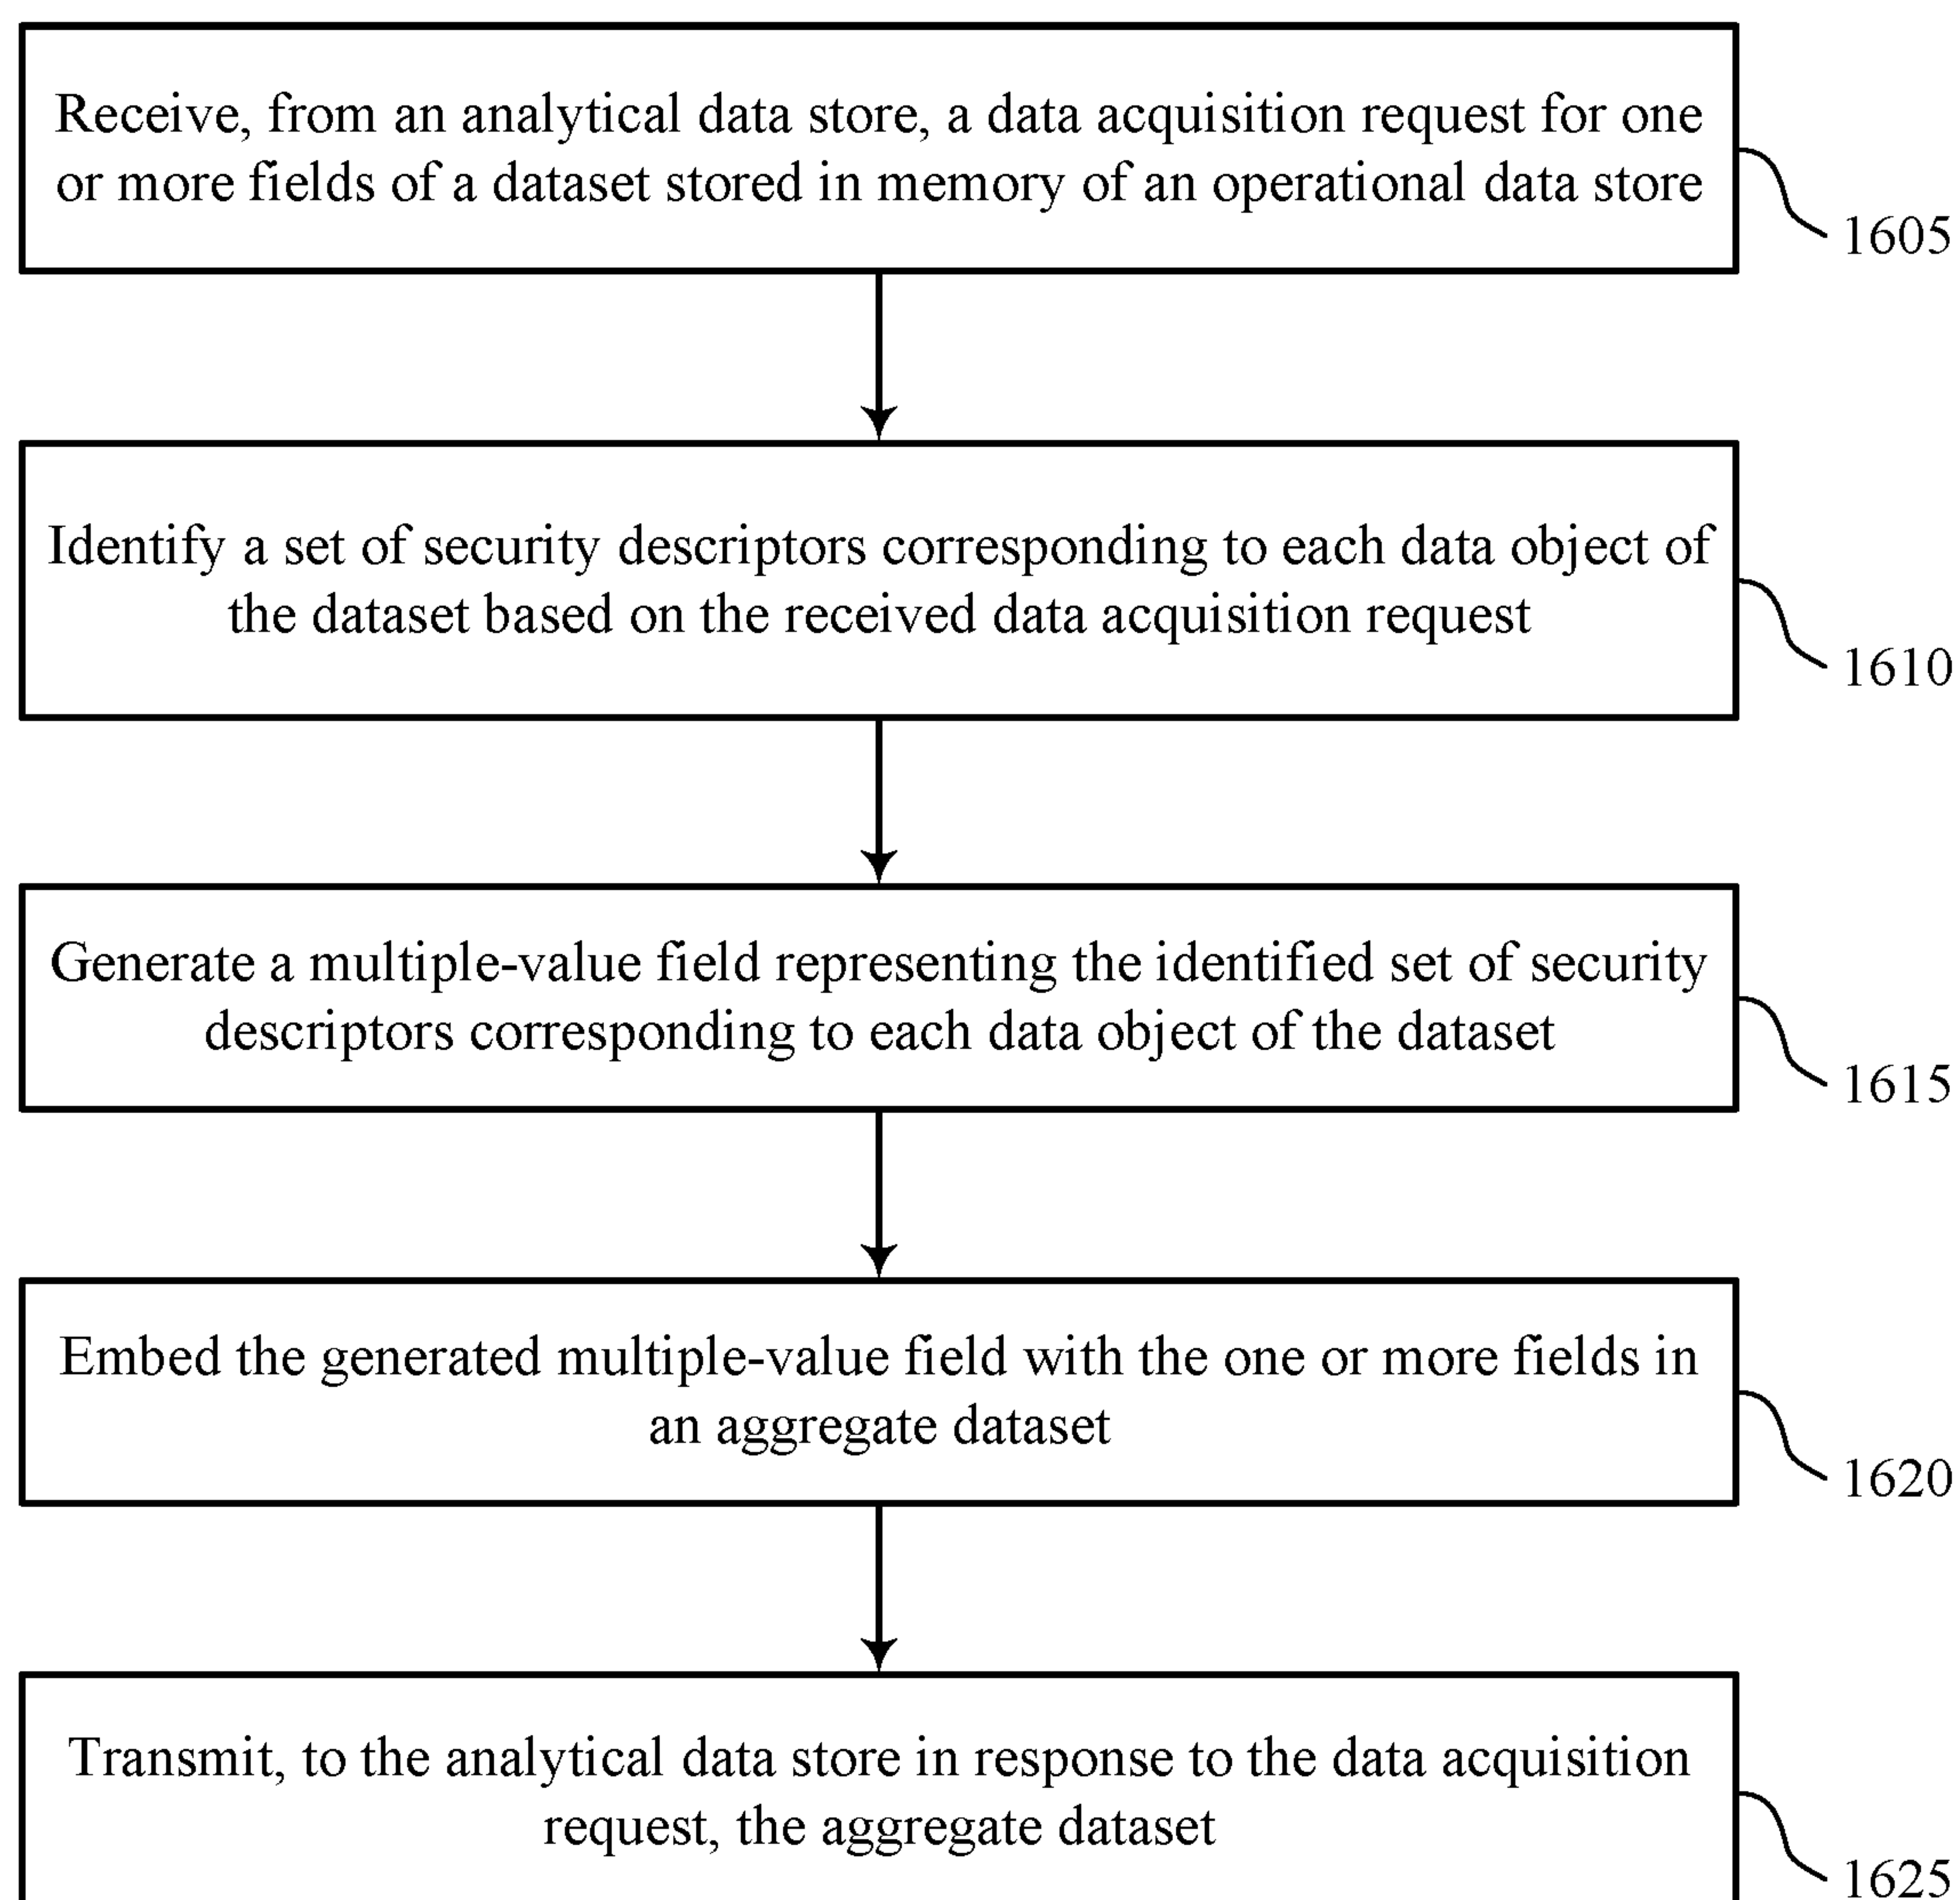 Receive, from an analytical data store, a data acquisition request for one
or more fields of a dataset stored in memory of an operational data store
1605
Identify a set of security descriptors corresponding to each data object of
the dataset based on the received data acquisition request
1610
Generate a multiple-value field representing the identified set of security
descriptors corresponding to each data object of the dataset
1615
Embed the generated multiple-value field with the one or more fields in
an aggregate dataset
1620
Transmit, to the analytical data store in response to the data acquisition
request, the aggregate dataset
1625